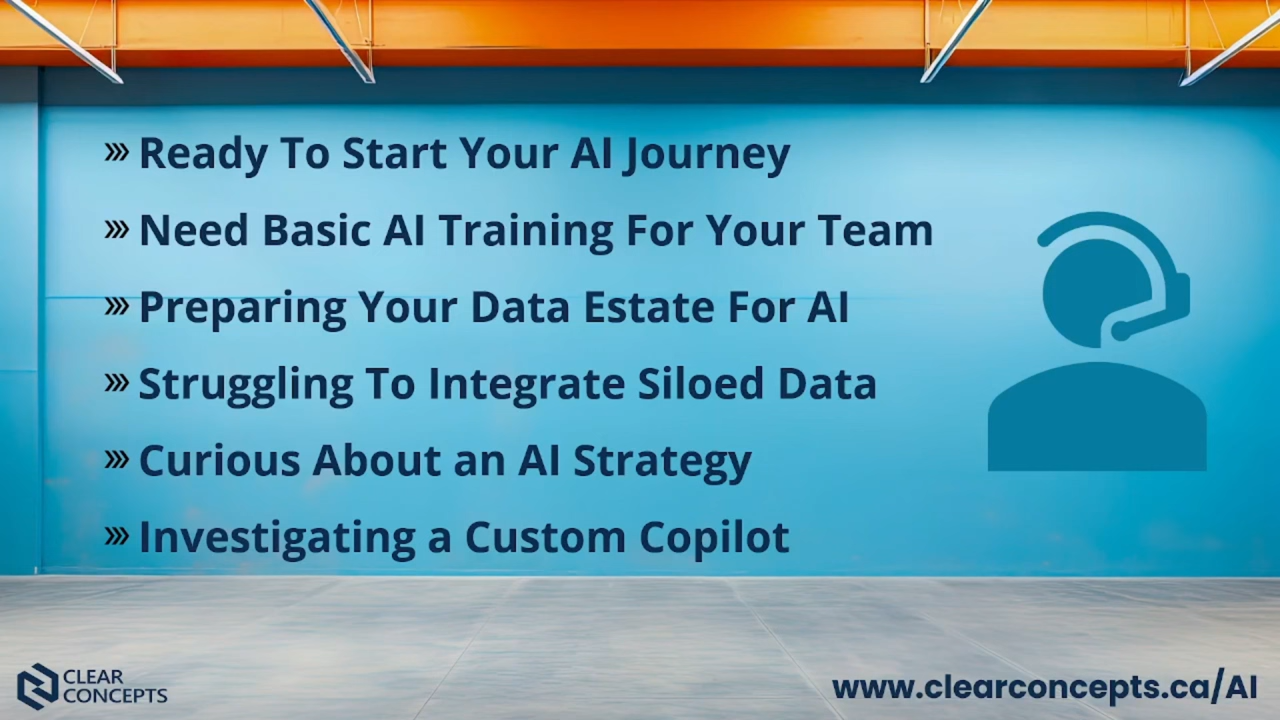 Ready To Start Your AI Journey
Need Basic AI Training For Your Team
Preparing Your Data Estate For AI
Struggling To Integrate Siloed Data
Curious About an AI Strategy
Investigating a Custom Copilot
CLEAR
CONCEPTS
www.clearconcepts.ca/AI